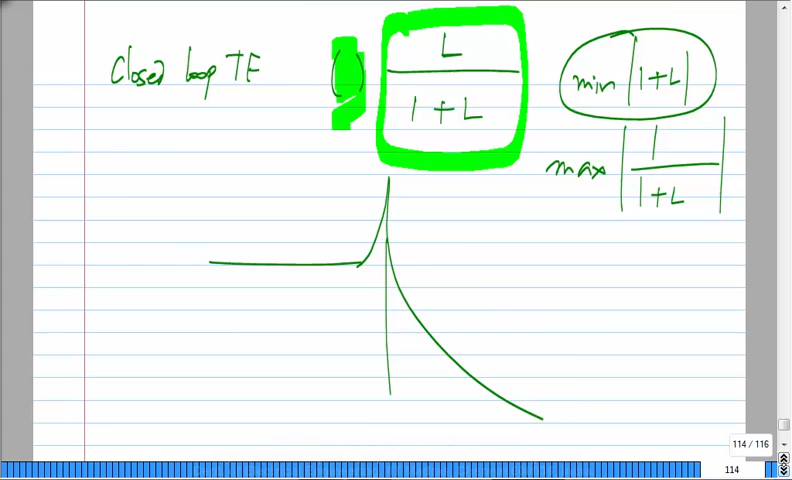 Closed loop TF ( ) L / 1 + L
min |1+L|
max |1 / 1+L|
114 / 116
114